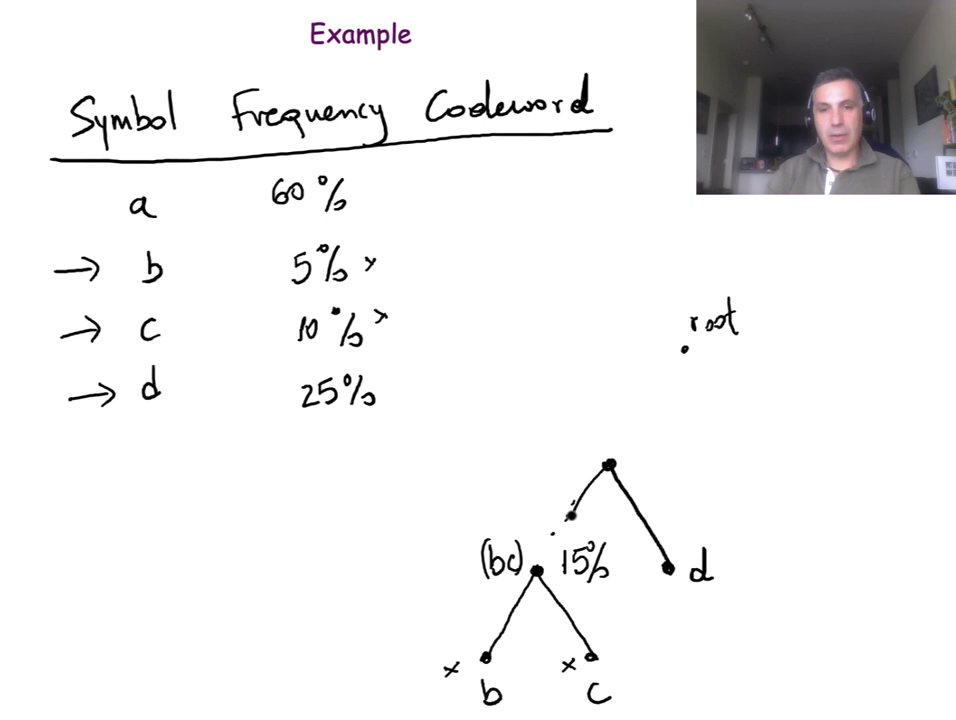 Example
Symbol Frequency Codeword
a 60%
→ b 5% x
→ c 10% x
→ d 25%
root
(bc) 15% d
x x
b c